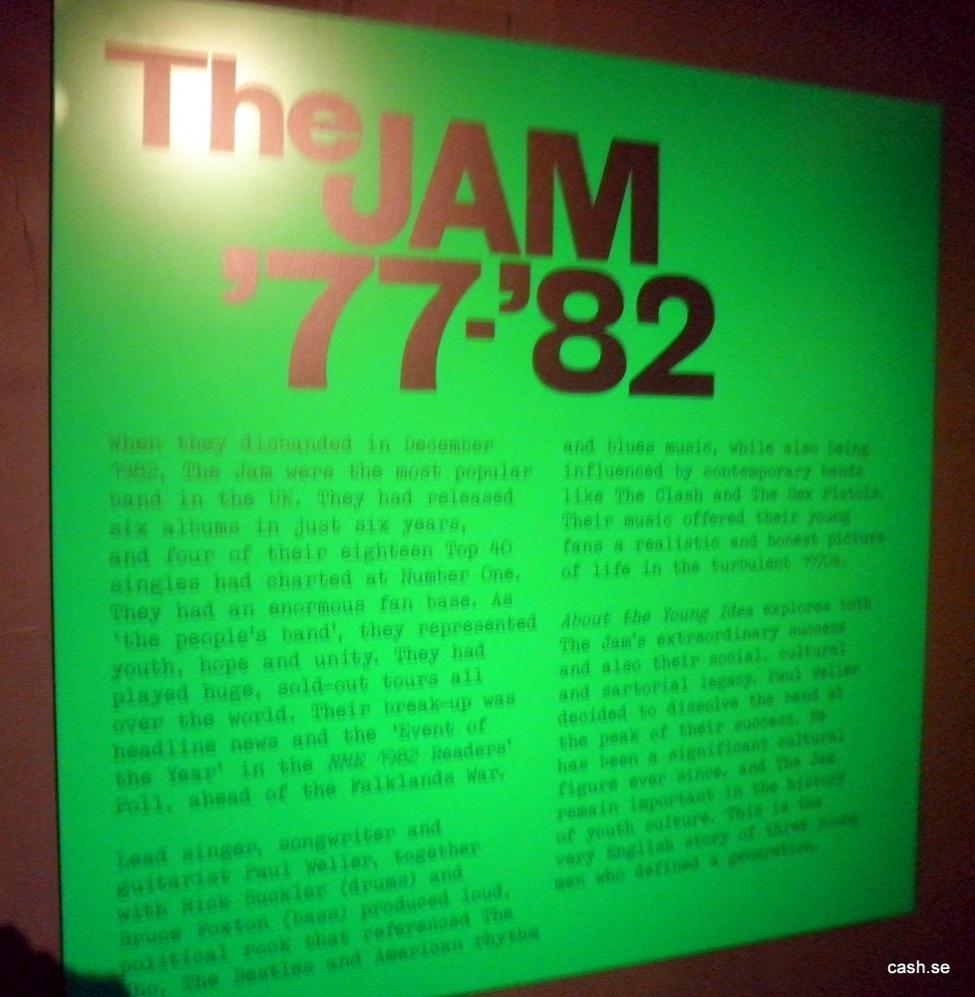 The JAM
'77-'82
When they disbanded in December
1982, The Jam were the most popular
band in the UK. They had released
six albums in just six years,
and four of their eighteen Top 40
singles had charted at Number One.
They had an enormous fan base. As
'the people's band', they represented
youth, hope and unity. They had
played huge, sold-out tours all
over the world. Their break-up was
headline news and the 'Event of
the Year' in the NME 1982 Readers'
Poll, ahead of the Falklands War.
Lead singer, songwriter and
guitarist Paul Weller, together
with Rick Buckler (drums) and
Bruce Foxton (bass) produced loud,
political rock that referenced The
Who, The Beatles and American rhythm
and blues music, while also being
influenced by contemporary bands
like The Clash and The Sex Pistols.
Their music offered their young
fans a realistic and honest picture
of life in the turbulent 1970s.
About the Young Idea explores both
The Jam's extraordinary success
and also their social, cultural
and sartorial legacy. Paul Weller
decided to dissolve the band at
the peak of their success. He
has been a significant cultural
figure ever since, and The Jam
remain important in the history
of youth culture. This is the
very English story of three young
men who defined a generation.
cash.se